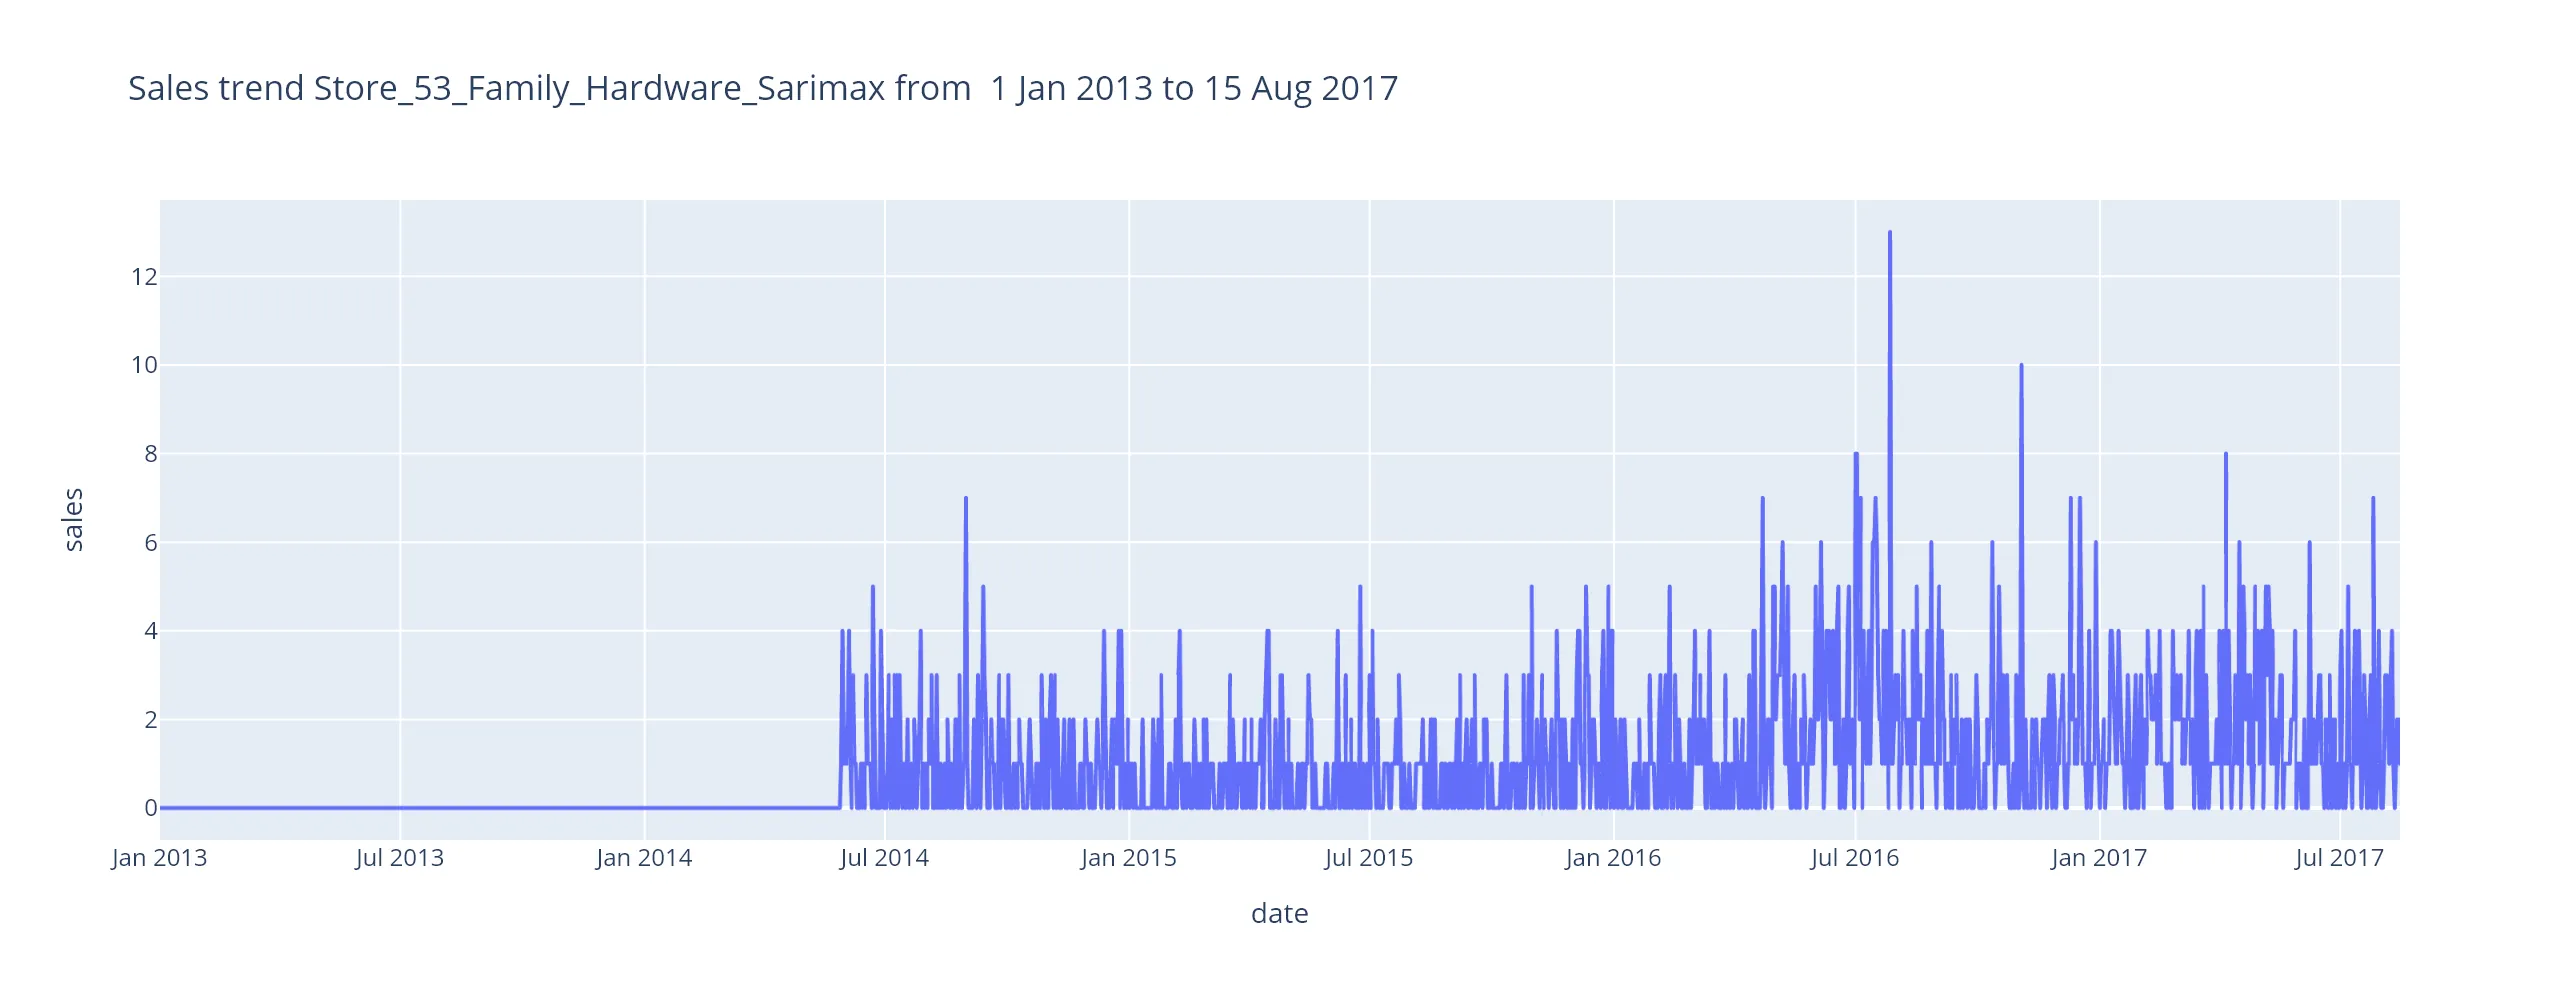 Sales trend Store_53_Family_Hardware_Sarimax from  1 Jan 2013 to 15 Aug 2017
12
10
8
6
4
2
0
sales
Jan 2013 Jul 2013 Jan 2014 Jul 2014 Jan 2015 Jul 2015 Jan 2016 Jul 2016 Jan 2017 Jul 2017
date